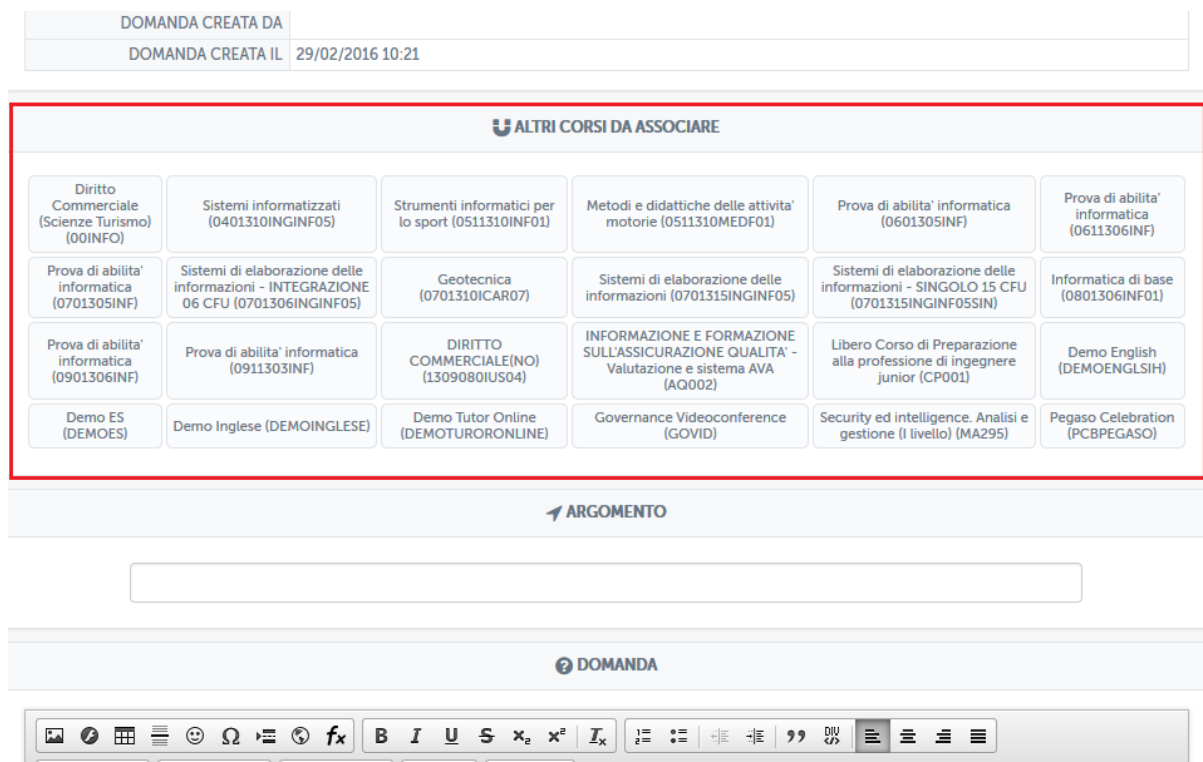 DOMANDA CREATA DA
DOMANDA CREATA IL 29/02/2016 10:21
ALTRI CORSI DA ASSOCIARE
Diritto
Commerciale
(Scienze Turismo)
(00INFO)
Sistemi informatizzati
(0401310INGINF05)
Strumenti informatici per
lo sport (0511310INF01)
Metodi e didattiche delle attivita'
motorie (0511310MEDF01)
Prova di abilita' informatica
(0601305INF)
Prova di abilita'
informatica
(0611306INF)
Prova di abilita'
informatica
(0701305INF)
Sistemi di elaborazione delle
informazioni - INTEGRAZIONE
06 CFU (0701306INGINF05)
Geotecnica
(0701310ICAR07)
Sistemi di elaborazione delle
informazioni (0701315INGINF05)
Sistemi di elaborazione delle
informazioni - SINGOLO 15 CFU
(0701315INGINF05SIN)
Informatica di base
(0801306INF01)
Prova di abilita'
informatica
(0901306INF)
Prova di abilita' informatica
(0911303INF)
DIRITTO
COMMERCIALE(NO)
(1309080IUS04)
INFORMAZIONE E FORMAZIONE
SULL'ASSICURAZIONE QUALITA' -
Valutazione e sistema AVA
(AQ002)
Libero Corso di Preparazione
alla professione di ingegnere
junior (CP001)
Demo English
(DEMOENGLSIH)
Demo ES
(DEMOES)
Demo Inglese (DEMOINGLESE)
Demo Tutor Online
(DEMOTURORONLINE)
Governance Videoconference
(GOVID)
Security ed intelligence. Analisi e
gestione (I livello) (MA295)
Pegaso Celebration
(PCBPEGASO)
ARGOMENTO
DOMANDA